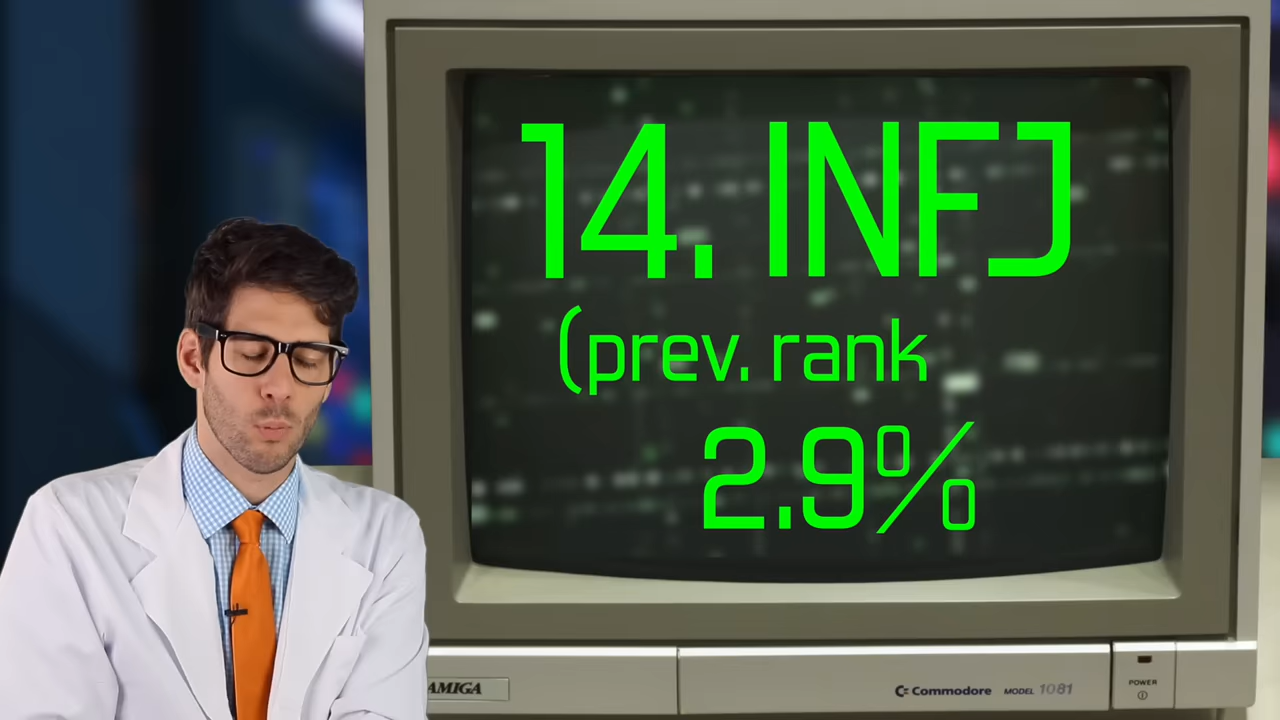 14. INFJ
(prev. rank
2.9%
AMIGA
Commodore MODEL 1081
POWER